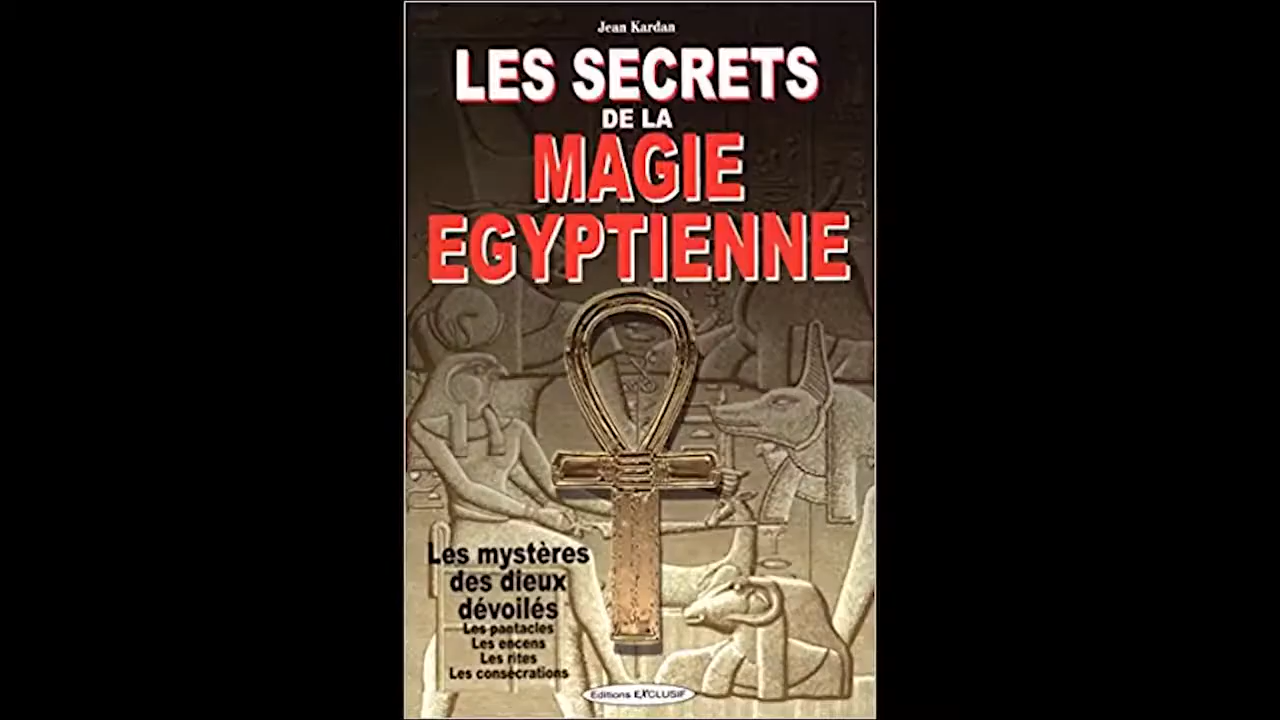 Jean Kardan
LES SECRETS
DE LA
MAGIE
EGYPTIENNE
Les mystères
des dieux
dévoilés
Les pantacles
Les encens
Les rites
Les consécrations
Editions EXCLUSIF